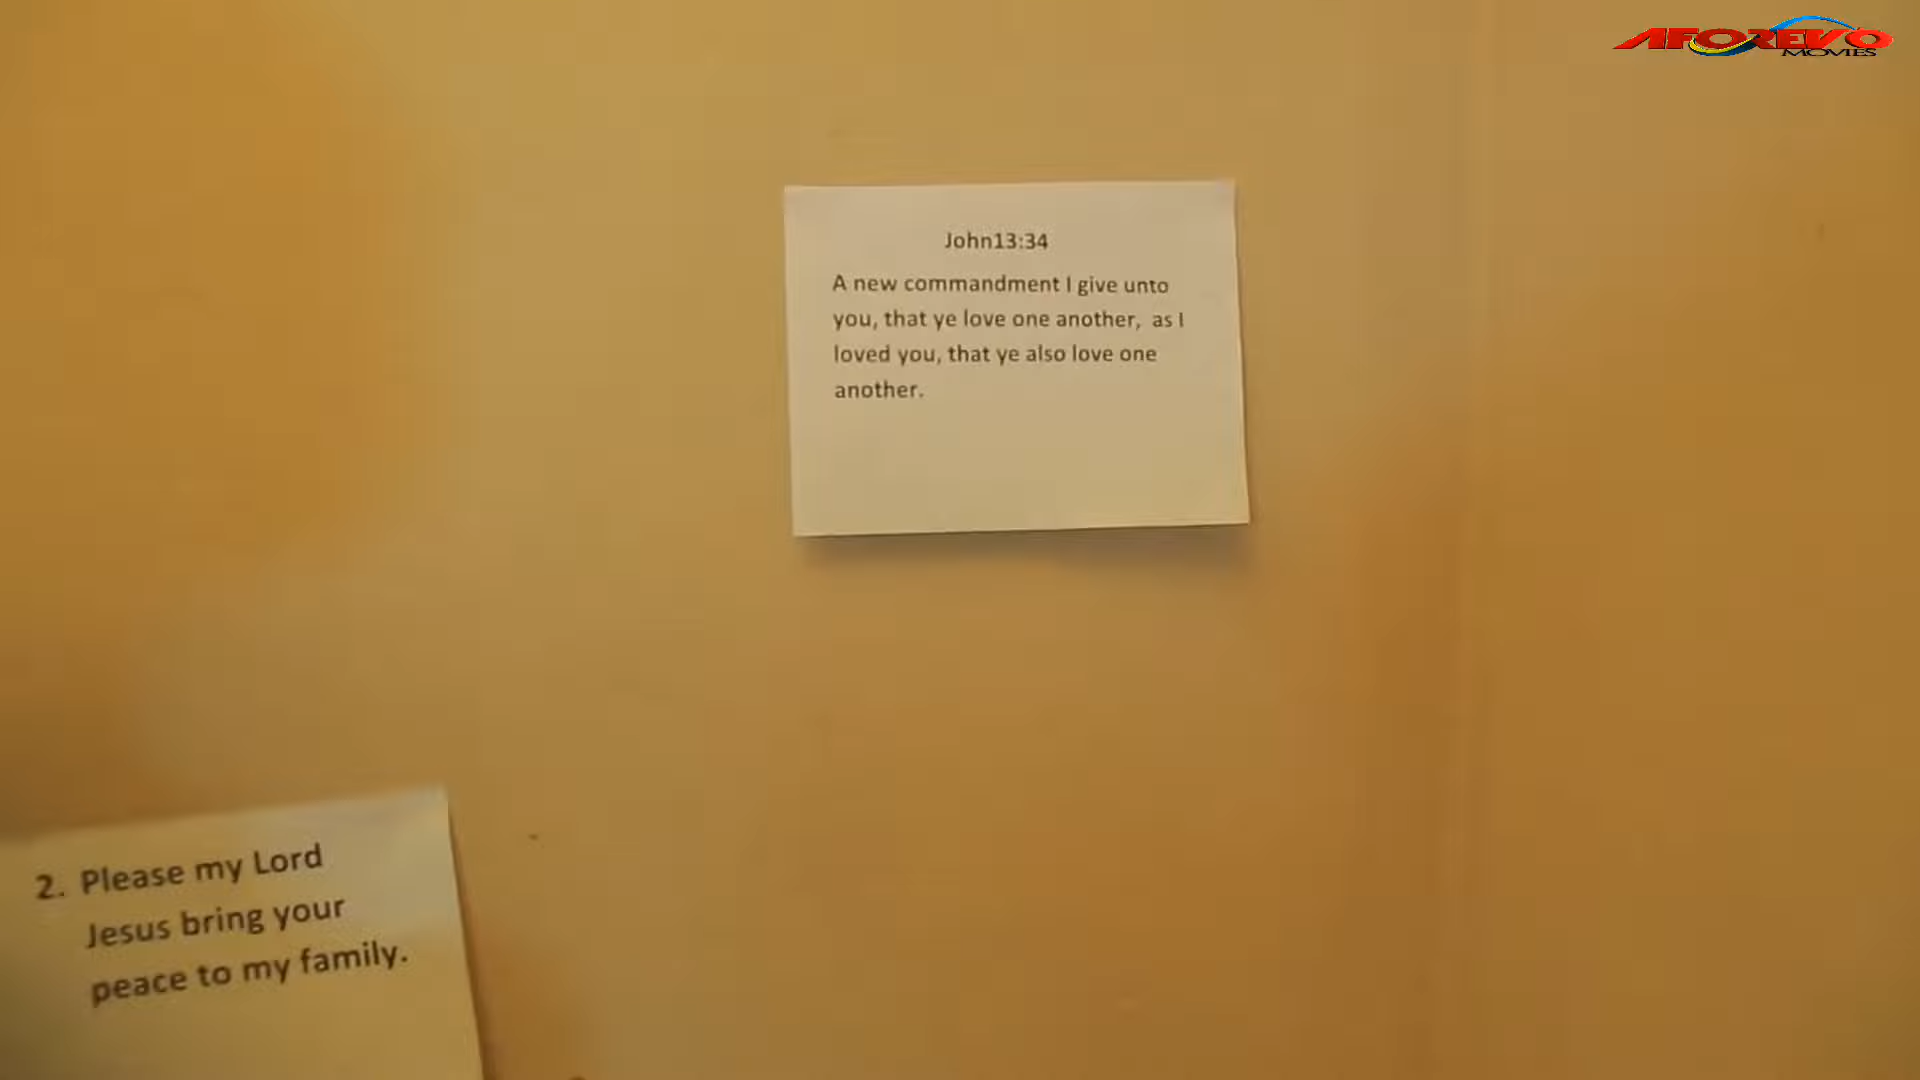 AFOREVO
MOVIES
John13:34
A new commandment I give unto
you, that ye love one another,  as I
loved you, that ye also love one
another.
2. Please my Lord
Jesus bring your
peace to my family.